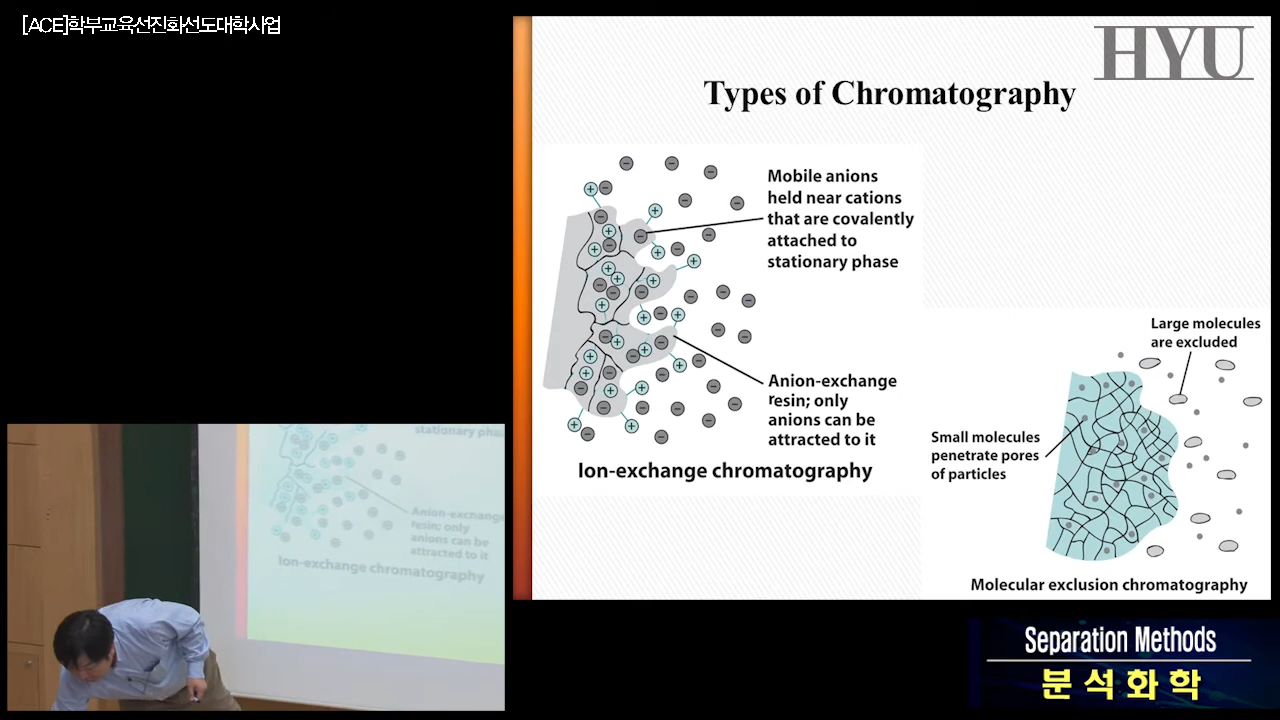 [ACE]학부교육선진화선도대학사업
HYU
Types of Chromatography
Mobile anions
held near cations
that are covalently
attached to
stationary phase
Anion-exchange
resin; only
anions can be
attracted to it
Ion-exchange chromatography
Large molecules
are excluded
Small molecules
penetrate pores
of particles
Molecular exclusion chromatography
stationary phase
Anion-exchange
resin; only
anions can be
attracted to it
Ion-exchange chromatography
Separation Methods
분석화학